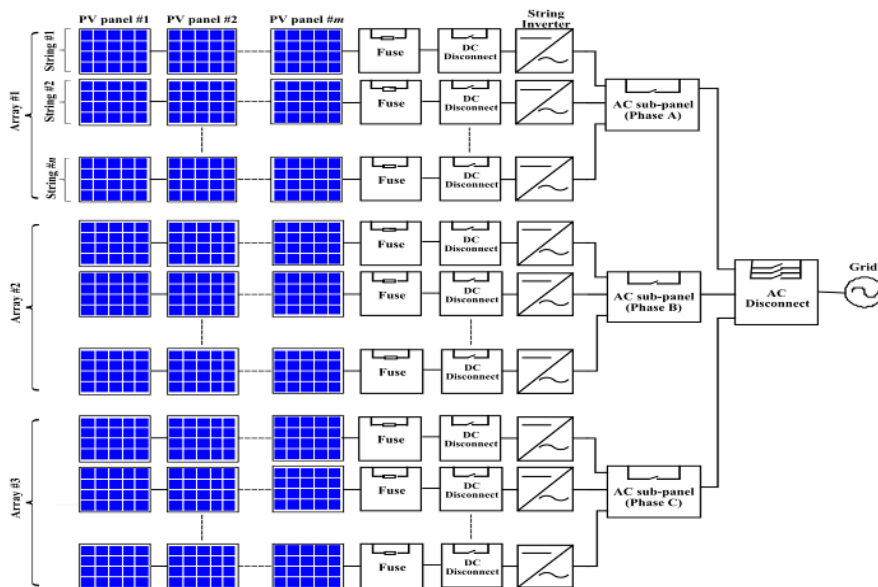 PV panel #1 PV panel #2 PV panel #m
String
Inverter
Array #1
String #1
Fuse
DC
Disconnect
String #2
Fuse
DC
Disconnect
AC sub-panel
(Phase A)
String #n
Fuse
DC
Disconnect
Array #2
Fuse
DC
Disconnect
Fuse
DC
Disconnect
AC sub-panel
(Phase B)
Fuse
DC
Disconnect
AC
Disconnect
Grid
Array #3
Fuse
DC
Disconnect
Fuse
DC
Disconnect
AC sub-panel
(Phase C)
Fuse
DC
Disconnect